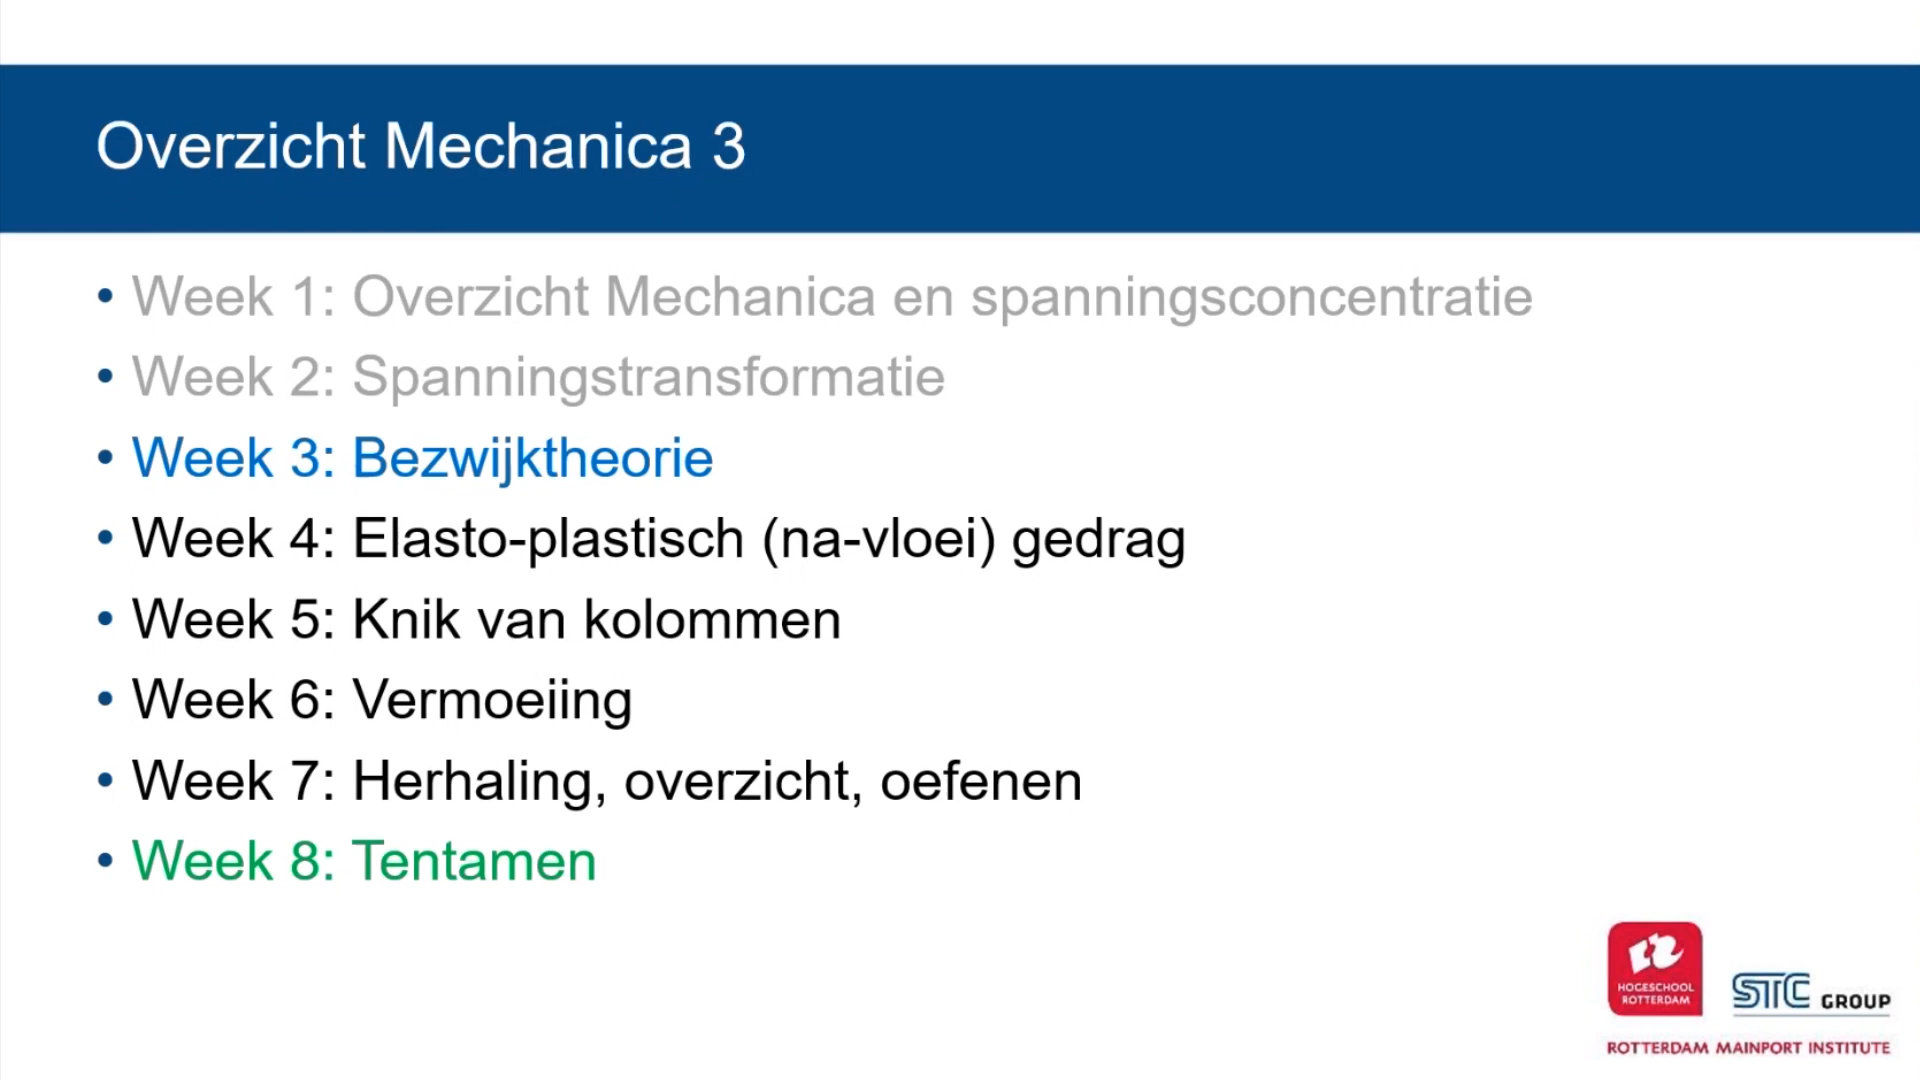 Overzicht Mechanica 3
• Week 1: Overzicht Mechanica en spanningsconcentratie
• Week 2: Spanningstransformatie
• Week 3: Bezwijktheorie
• Week 4: Elasto-plastisch (na-vloei) gedrag
• Week 5: Knik van kolommen
• Week 6: Vermoeiing
• Week 7: Herhaling, overzicht, oefenen
• Week 8: Tentamen
HOGESCHOOL
ROTTERDAM
STC GROUP
ROTTERDAM MAINPORT INSTITUTE